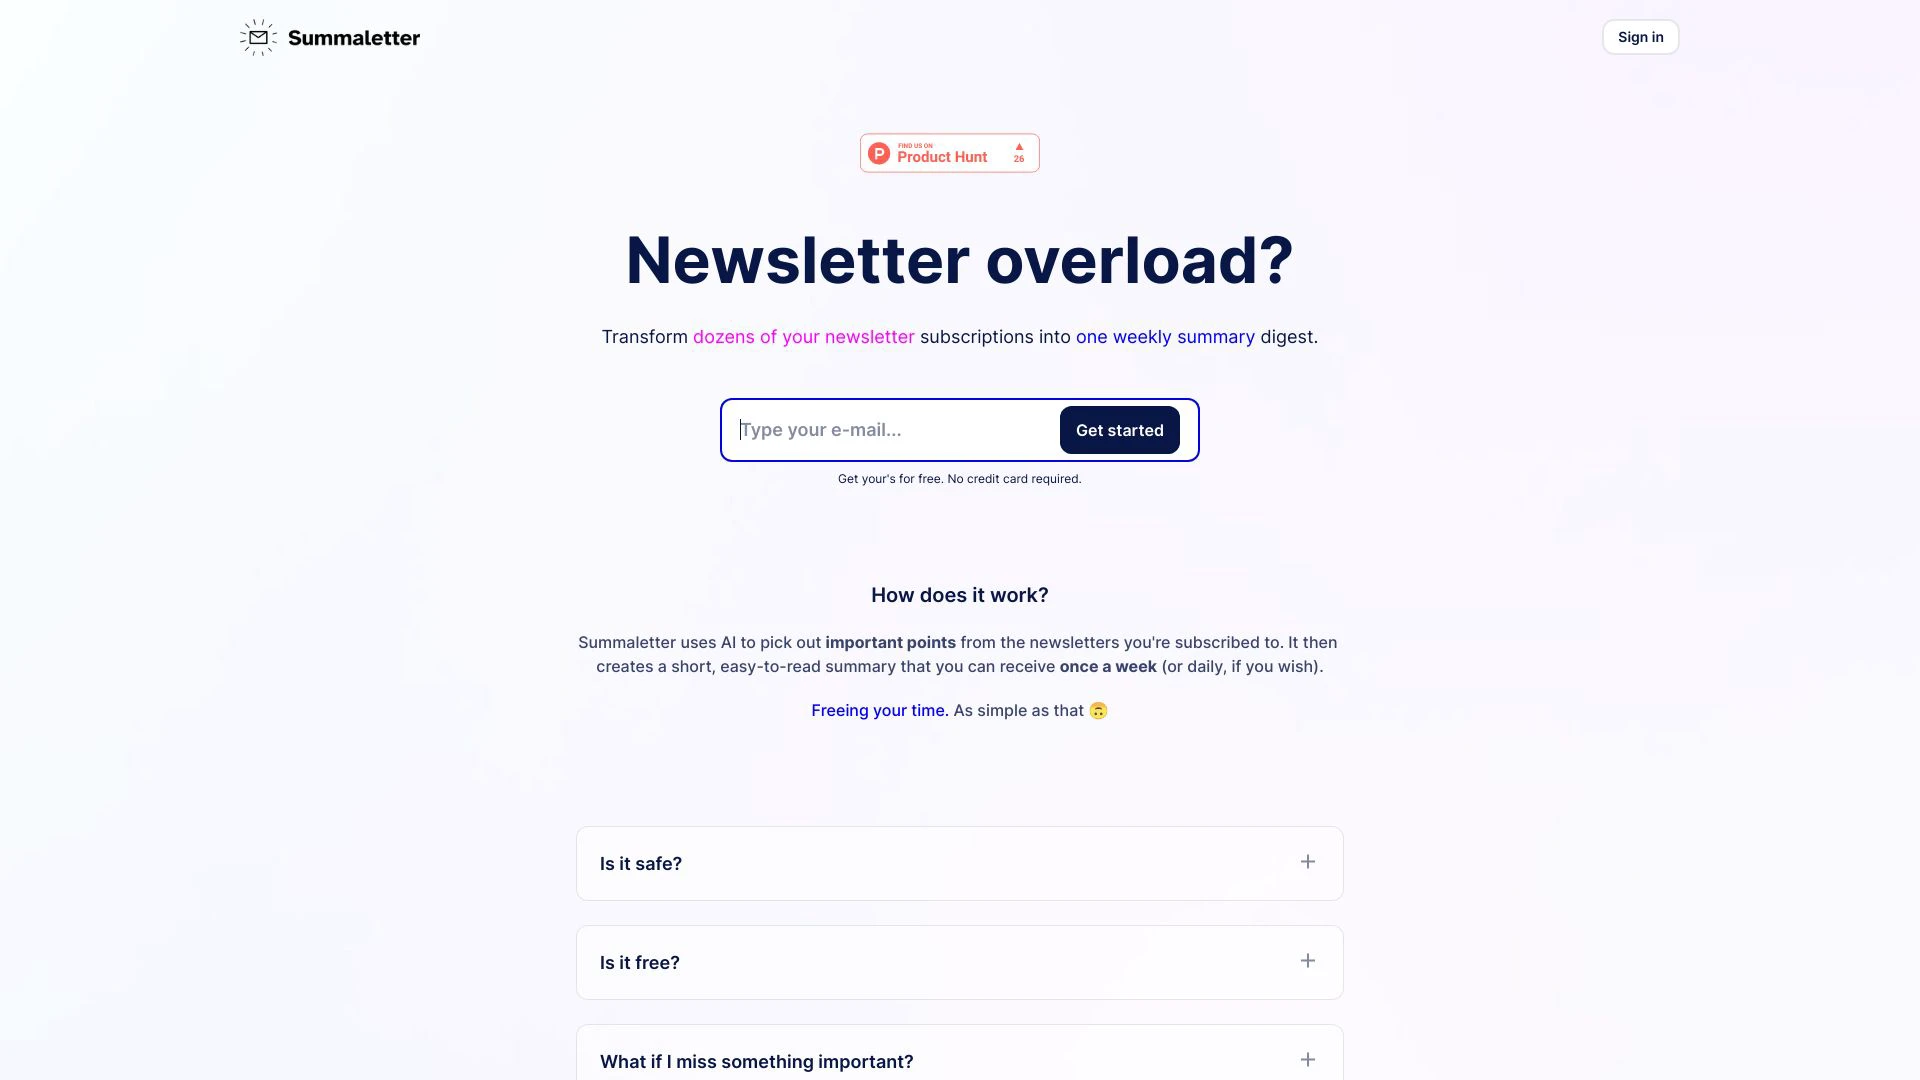 Summaletter
Sign in
FIND US ON
Product Hunt
26
Newsletter overload?
Transform dozens of your newsletter subscriptions into one weekly summary digest.
Type your e-mail...
Get started
Get your's for free. No credit card required.
How does it work?
Summaletter uses AI to pick out important points from the newsletters you're subscribed to. It then
creates a short, easy-to-read summary that you can receive once a week (or daily, if you wish).
Freeing your time. As simple as that 🙃
Is it safe?
Is it free?
What if I miss something important?